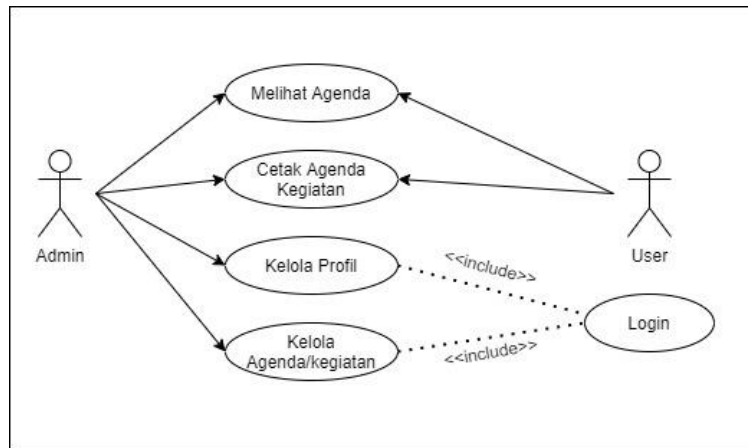 Melihat Agenda
Cetak Agenda
Kegiatan
Admin
User
Kelola Profil
<<include>>
Login
Kelola
Agenda/kegiatan
<<include>>